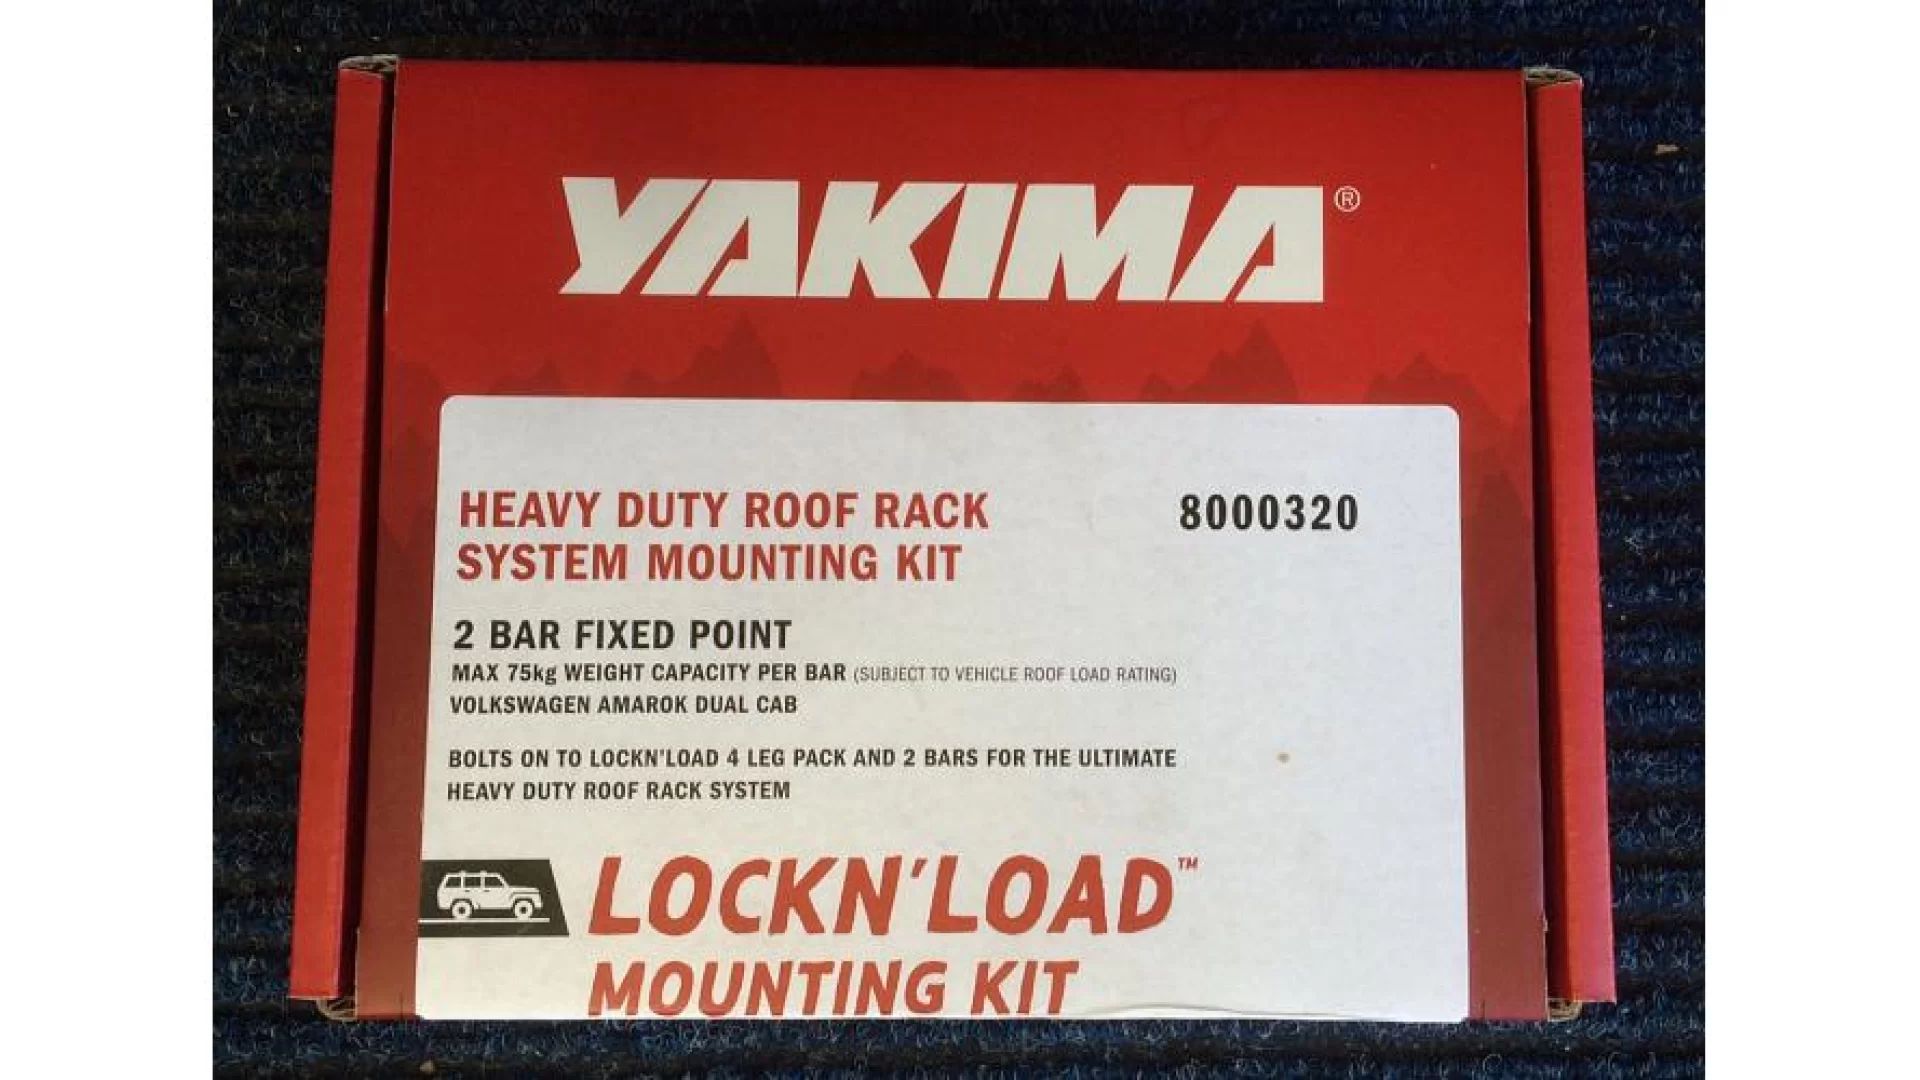 YAKIMA®
HEAVY DUTY ROOF RACK 8000320
SYSTEM MOUNTING KIT
2 BAR FIXED POINT
MAX 75kg WEIGHT CAPACITY PER BAR (SUBJECT TO VEHICLE ROOF LOAD RATING)
VOLKSWAGEN AMAROK DUAL CAB
BOLTS ON TO LOCKN'LOAD 4 LEG PACK AND 2 BARS FOR THE ULTIMATE
HEAVY DUTY ROOF RACK SYSTEM
LOCKN'LOAD™
MOUNTING KIT